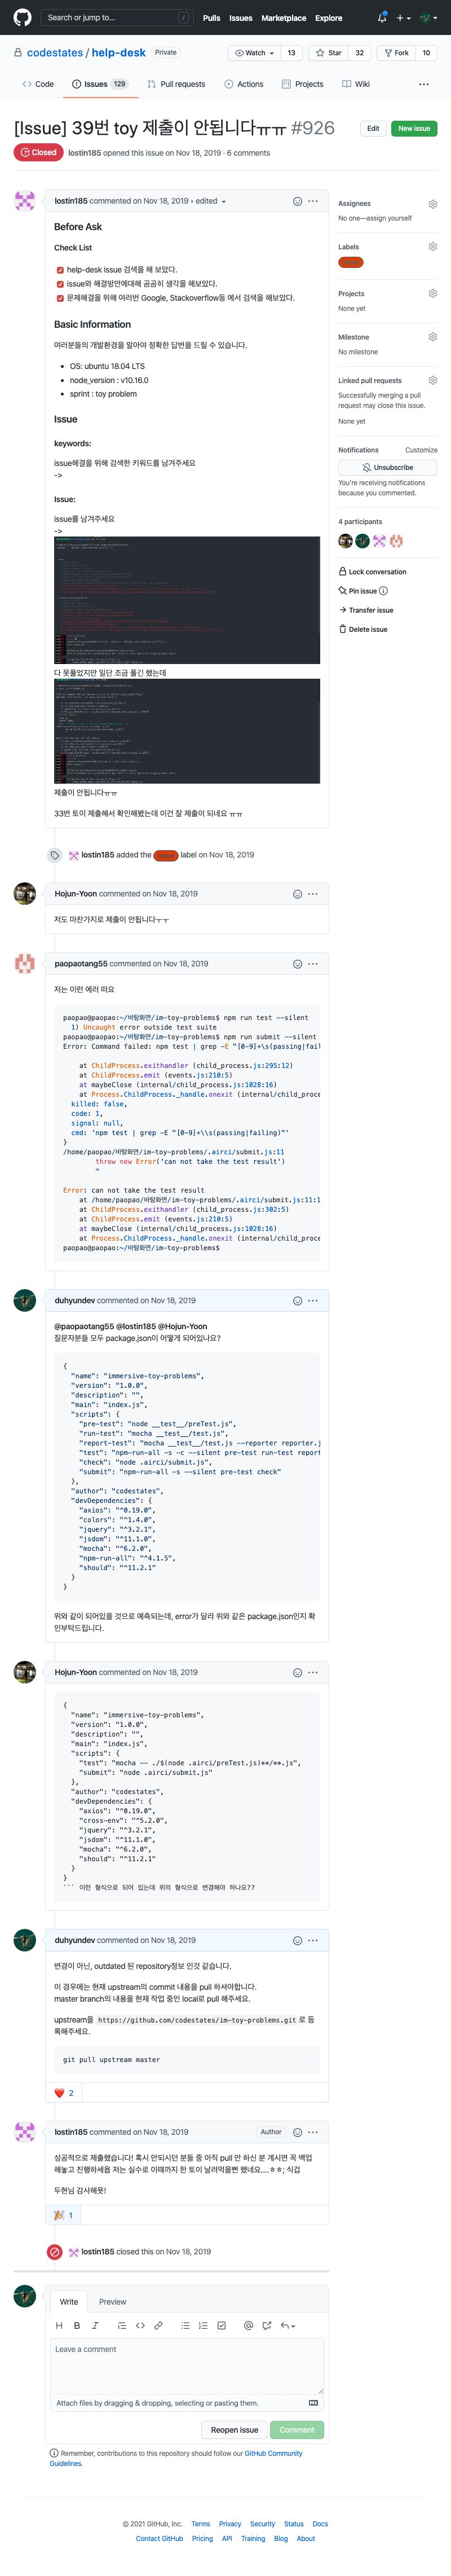 Search or jump to...
/
Pulls Issues Marketplace Explore
codestates / help-desk Private
Watch 13 Star 32 Fork 10
Code Issues 129 Pull requests Actions Projects Wiki
[Issue] 39번 toy 제출이 안됩니다ㅠㅠ #926
Edit New issue
Closed lostin185 opened this issue on Nov 18, 2019 · 6 comments
lostin185 commented on Nov 18, 2019 • edited
Before Ask
Check List
help-desk issue 검색을 해 보았다.
issue와 해결방안에대해 곰곰히 생각을 해보았다.
문제해결을 위해 여러번 Google, Stackoverflow등 에서 검색을 해보았다.
Basic Information
여러분들의 개발환경을 알아야 정확한 답변을 드릴 수 있습니다.
OS: ubuntu 18.04 LTS
node_version : v10.16.0
sprint : toy problem
Issue
keywords:
issue해결을 위해 검색한 키워드를 남겨주세요
->
Issue:
issue를 남겨주세요
->
다 못풀었지만 일단 조금 풀긴 했는데
제출이 안됩니다ㅠㅠ
33번 토이 제출해서 확인해봤는데 이건 잘 제출이 되네요 ㅠㅠ
Assignees
No one—assign yourself
Labels
Projects
None yet
Milestone
No milestone
Linked pull requests
Successfully merging a pull
request may close this issue.
None yet
Notifications Customize
Unsubscribe
You're receiving notifications
because you commented.
4 participants
Lock conversation
Pin issue
Transfer issue
Delete issue
lostin185 added the label on Nov 18, 2019
Hojun-Yoon commented on Nov 18, 2019
저도 마찬가지로 제출이 안됩니다ㅜㅜ
paopaotang55 commented on Nov 18, 2019
저는 이런 에러 떠요
paopao@paopao:~/바탕화면/im-toy-problems$ npm run test --silent
1) Uncaught error outside test suite
paopao@paopao:~/바탕화면/im-toy-problems$ npm run submit --silent
Error: Command failed: npm test | grep -E "[0-9]+\s(passing|fail
at ChildProcess.exithandler (child_process.js:295:12)
at ChildProcess.emit (events.js:210:5)
at maybeClose (internal/child_process.js:1028:16)
at Process.ChildProcess._handle.onexit (internal/child_proce
killed: false,
code: 1,
signal: null,
cmd: 'npm test | grep -E "[0-9]+\\s(passing|failing)"'
}
/home/paopao/바탕화면/im-toy-problems/.airci/submit.js:11
throw new Error('can not take the test result')
^
Error: can not take the test result
at /home/paopao/바탕화면/im-toy-problems/.airci/submit.js:11:1
at ChildProcess.exithandler (child_process.js:302:5)
at ChildProcess.emit (events.js:210:5)
at maybeClose (internal/child_process.js:1028:16)
at Process.ChildProcess._handle.onexit (internal/child_proce
paopao@paopao:~/바탕화면/im-toy-problems$
duhyundev commented on Nov 18, 2019
@paopaotang55 @lostin185 @Hojun-Yoon
질문자분들 모두 package.json이 어떻게 되어있나요?
{
"name": "immersive-toy-problems",
"version": "1.0.0",
"description": "",
"main": "index.js",
"scripts": {
"pre-test": "node __test__/preTest.js",
"run-test": "mocha __test__/test.js",
"report-test": "mocha __test__/test.js --reporter reporter.j
"test": "npm-run-all -s -c --silent pre-test run-test report
"check": "node .airci/submit.js",
"submit": "npm-run-all -s --silent pre-test check"
},
"author": "codestates",
"devDependencies": {
"axios": "^0.19.0",
"colors": "^1.4.0",
"jquery": "^3.2.1",
"jsdom": "^11.1.0",
"mocha": "^6.2.0",
"npm-run-all": "^4.1.5",
"should": "^11.2.1"
}
}
위와 같이 되어있을 것으로 예측되는데, error가 달라 위와 같은 package.json인지 확
인부탁드립니다.
Hojun-Yoon commented on Nov 18, 2019
{
"name": "immersive-toy-problems",
"version": "1.0.0",
"description": "",
"main": "index.js",
"scripts": {
"test": "mocha -- ./$(node .airci/preTest.js)**/**.js",
"submit": "node .airci/submit.js"
},
"author": "codestates",
"devDependencies": {
"axios": "^0.19.0",
"cross-env": "^5.2.0",
"jquery": "^3.2.1",
"jsdom": "^11.1.0",
"mocha": "^6.2.0",
"should": "^11.2.1"
}
}
``` 이런 형식으로 되어 있는데 위의 형식으로 변경해야 하나요??
duhyundev commented on Nov 18, 2019
변경이 아닌, outdated 된 repository정보 인것 같습니다.
이 경우에는 현재 upstream의 commit 내용을 pull 하셔야합니다.
master branch의 내용을 현재 작업 중인 local로 pull 해주세요.
upstream을 https://github.com/codestates/im-toy-problems.git 로 등
록해주세요.
git pull upstream master
2
lostin185 commented on Nov 18, 2019 Author
성공적으로 제출했습니다! 혹시 안되시던 분들 중 아직 pull 안 하신 분 계시면 꼭 백업
해놓고 진행하세욥 저는 실수로 이때까지 한 토이 날려먹을뻔 했네요....ㅎㅎ; 식겁
두현님 감사해욧!
1
lostin185 closed this on Nov 18, 2019
Write Preview
Leave a comment
Attach files by dragging & dropping, selecting or pasting them.
Reopen issue Comment
Remember, contributions to this repository should follow our GitHub Community
Guidelines.
© 2021 GitHub, Inc. Terms Privacy Security Status Docs
Contact GitHub Pricing API Training Blog About